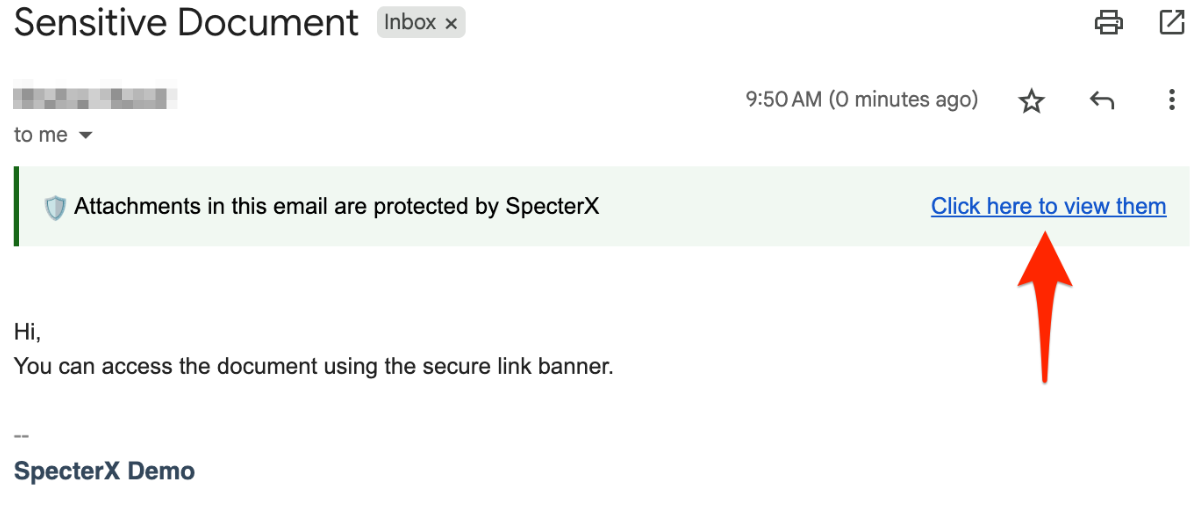 Sensitive Document Inbox ×
9:50 AM (0 minutes ago)
to me
Attachments in this email are protected by SpecterX Click here to view them
Hi,
You can access the document using the secure link banner.
--
SpecterX Demo